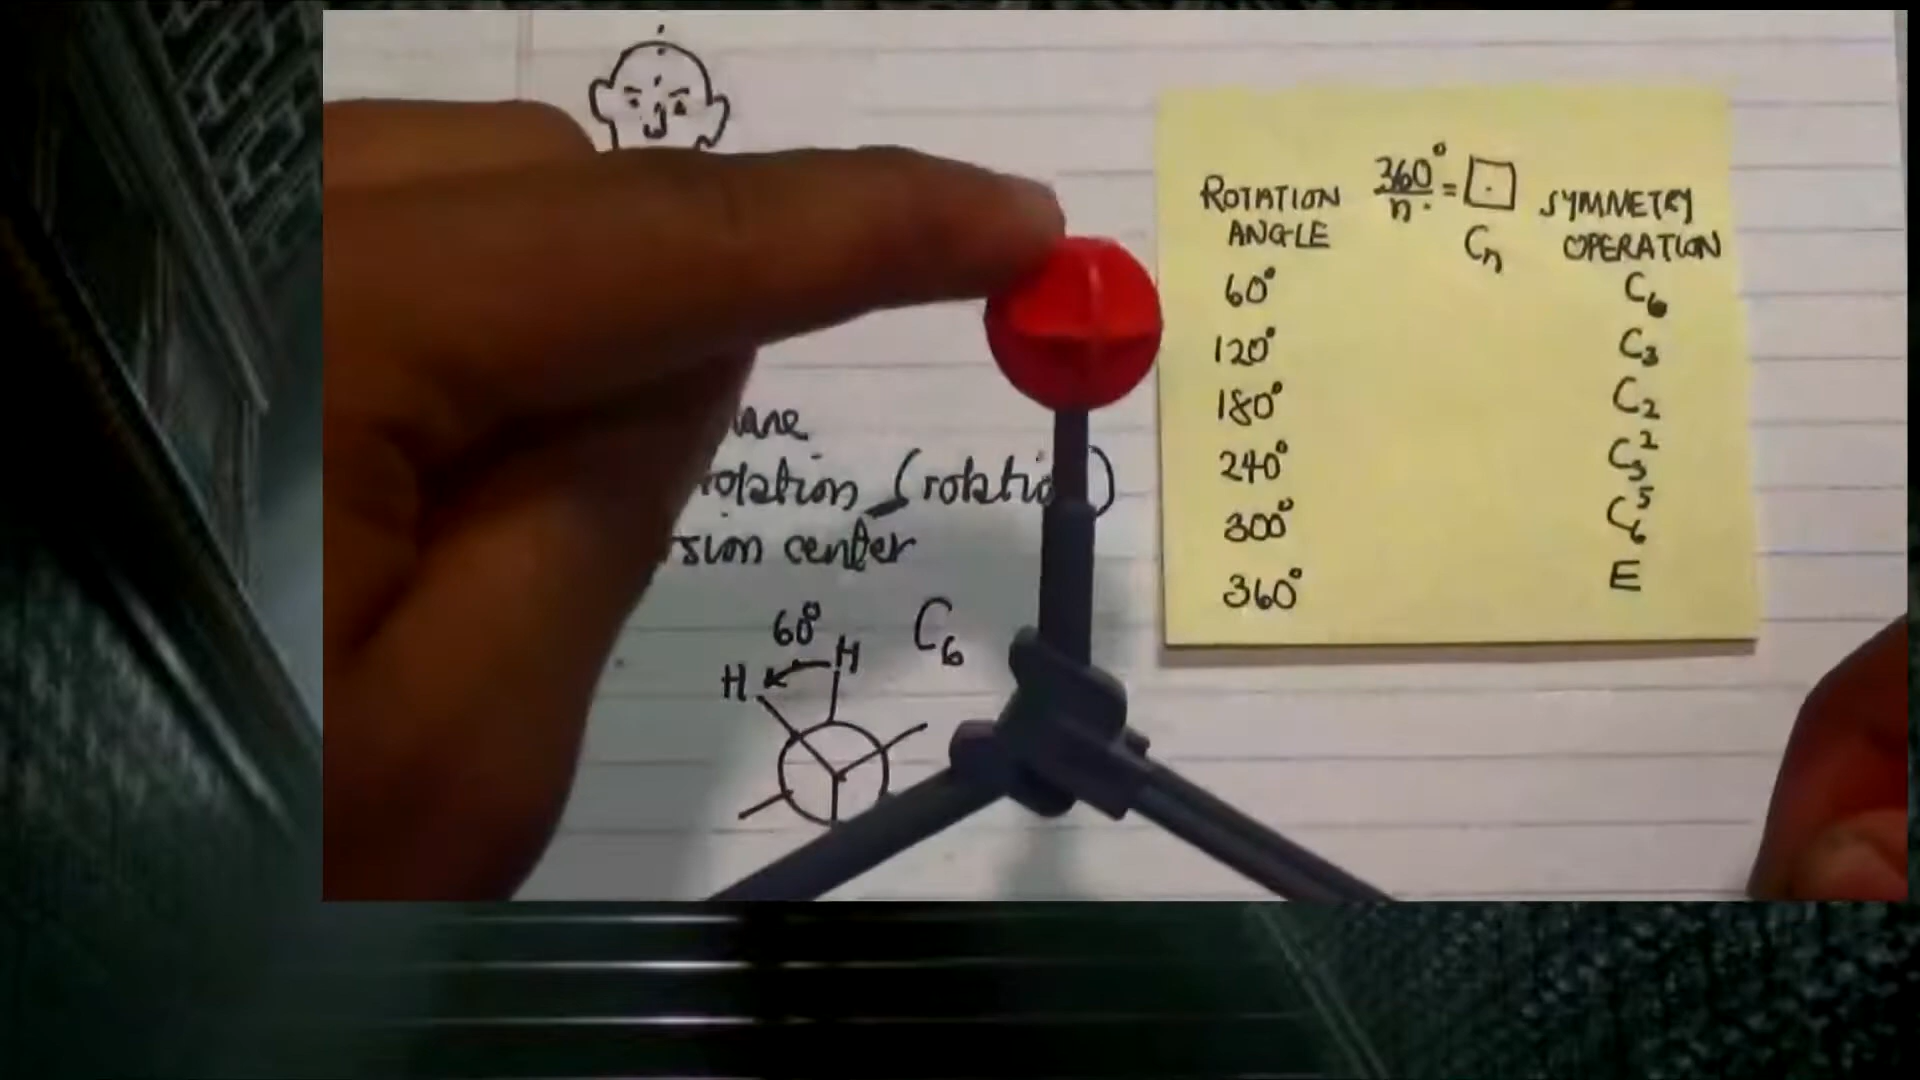 lane
rotation (rotatio )
rsion center
60° C6
H H
ROTATION 360°/n. = □ SYMMETRY
ANGLE Cn OPERATION
60° C6
120° C3
180° C2
240° C3²
300° C6⁵
360° E